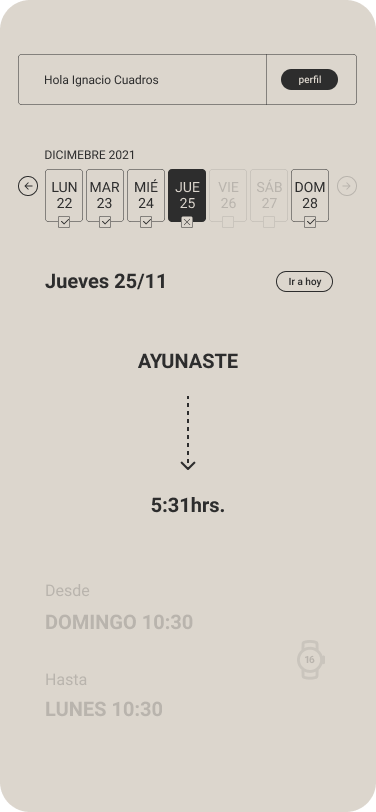 Hola Ignacio Cuadros
perfil
DICIMEBRE 2021
LUN MAR MIÉ JUE VIE SÁB DOM
22 23 24 25 26 27 28
Jueves 25/11
Ir a hoy
AYUNASTE
5:31hrs.
Desde
DOMINGO 10:30
16
Hasta
LUNES 10:30